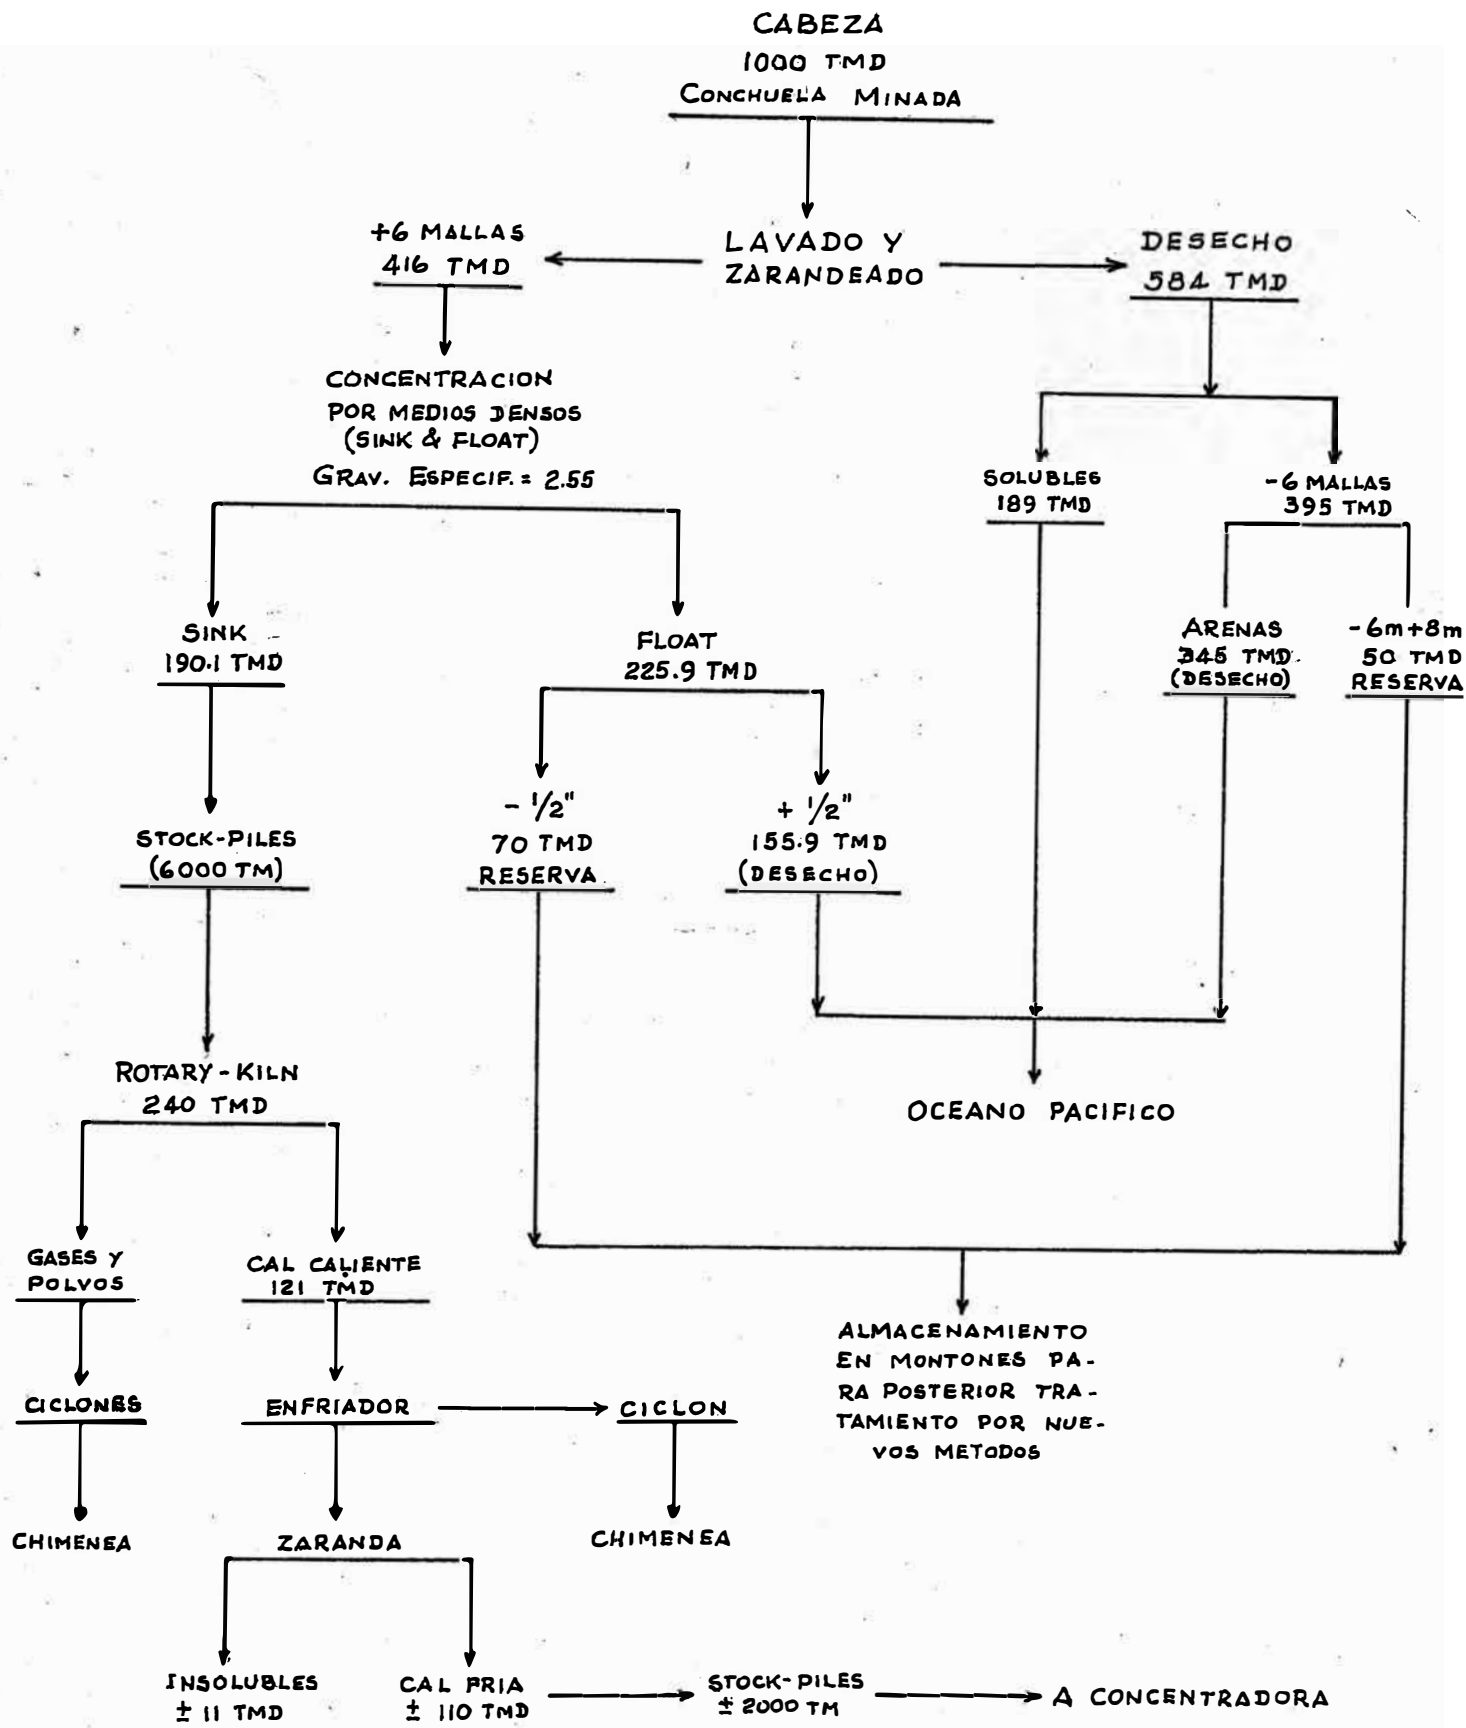 CABEZA
1000 TMD
CONCHUELA MINADA
+6 MALLAS
416 TMD
LAVADO Y
ZARANDEADO
DESECHO
584 TMD
CONCENTRACION
POR MEDIOS DENSOS
(SINK & FLOAT)
GRAV. ESPECIF. = 2.55
SOLUBLES
189 TMD
-6 MALLAS
395 TMD
SINK
190.1 TMD
FLOAT
225.9 TMD
ARENAS
345 TMD.
(DESECHO)
-6m+8m
50 TMD
RESERVA
- 1/2"
70 TMD
RESERVA
+ 1/2"
155.9 TMD
(DESECHO)
STOCK-PILES
(6000 TM)
ROTARY-KILN
240 TMD
OCEANO PACIFICO
GASES Y
POLVOS
CAL CALIENTE
121 TMD
ALMACENAMIENTO
EN MONTONES PA-
RA POSTERIOR TRA-
TAMIENTO POR NUE-
VOS METODOS
CICLONES
ENFRIADOR
CICLON
CHIMENEA
ZARANDA
CHIMENEA
INSOLUBLES
± 11 TMD
CAL FRIA
± 110 TMD
STOCK-PILES
± 2000 TM
A CONCENTRADORA